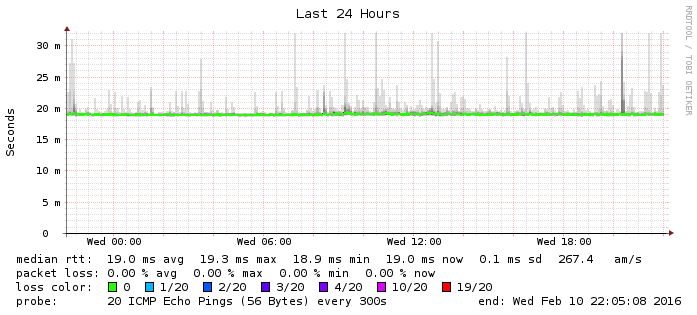 Last 24 Hours
RRDTOOL / TOBI OETIKER
Seconds
30 m
25 m
20 m
15 m
10 m
5 m
0
Wed 00:00 Wed 06:00 Wed 12:00 Wed 18:00
median rtt: 19.0 ms avg 19.3 ms max 18.9 ms min 19.0 ms now 0.1 ms sd 267.4 am/s
packet loss: 0.00 % avg 0.00 % max 0.00 % min 0.00 % now
loss color: 0 1/20 2/20 3/20 4/20 10/20 19/20
probe: 20 ICMP Echo Pings (56 Bytes) every 300s end: Wed Feb 10 22:05:08 2016